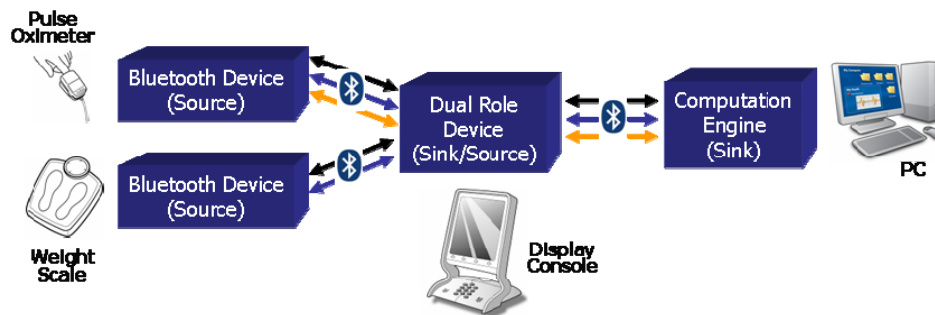 Pulse
Oximeter
Bluetooth Device
(Source)
Dual Role
Device
(Sink/Source)
Computation
Engine
(Sink)
PC
Bluetooth Device
(Source)
Weight
Scale
Display
Console